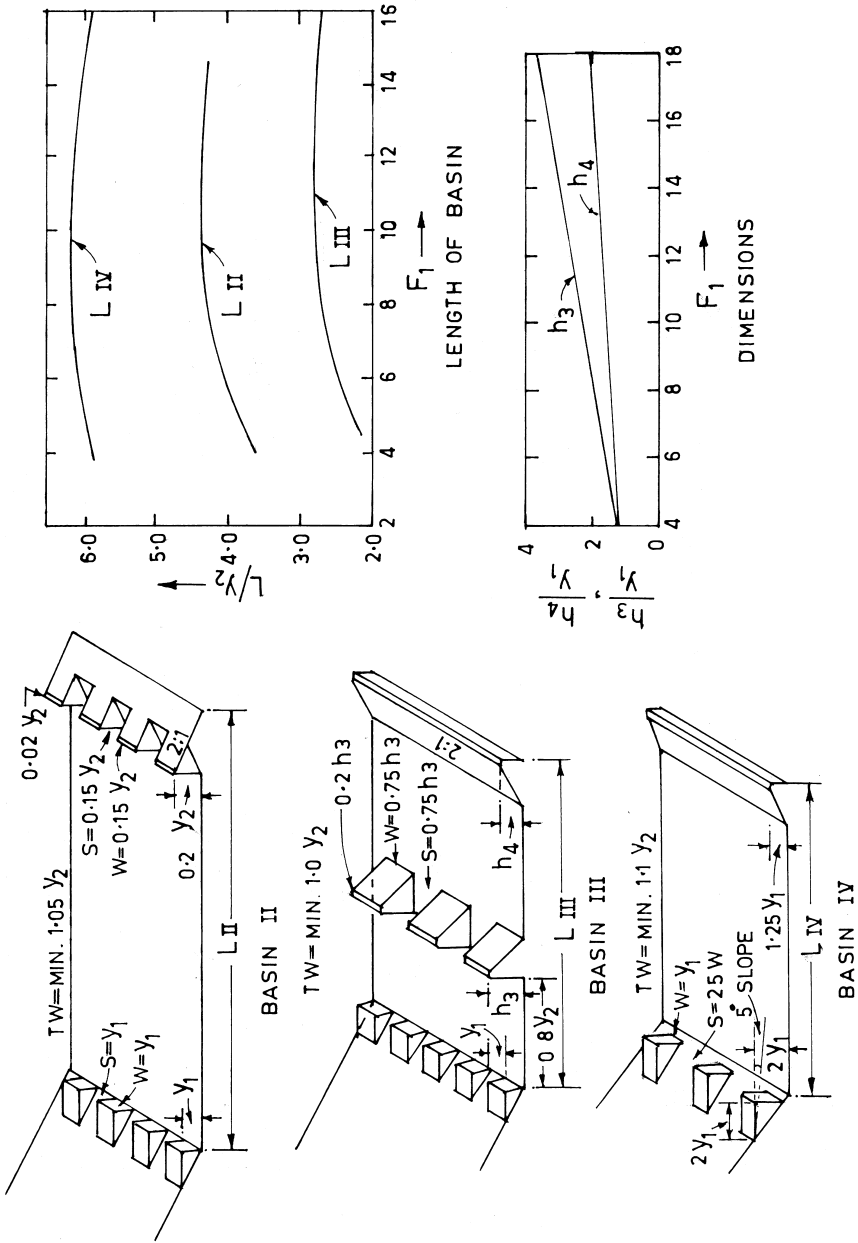 TW=MIN. 1·05 y2
0·02 y2
S=y1
W=y1
y1
S=0·15 y2
W=0·15 y2
2:1
0·2 y2
L II
BASIN II
TW=MIN. 1·0 y2
0·2 h3
W=0·75 h3
S=0·75 h3
2:1
y1
h3
h4
0 8 y2
L III
BASIN III
TW=MIN. 1·1 y2
W=y1
S=2 5 W
5° SLOPE
2 y1
2 y1
1·25 y1
L IV
BASIN IV
L/y2
6·0
5·0
4·0
3·0
2·0
L IV
L II
L III
2 4 6 8 10 12 14 16
F1
LENGTH OF BASIN
h3/y1 , h4/y1
4
2
0
h3
h4
4 6 8 10 12 14 16 18
F1
DIMENSIONS